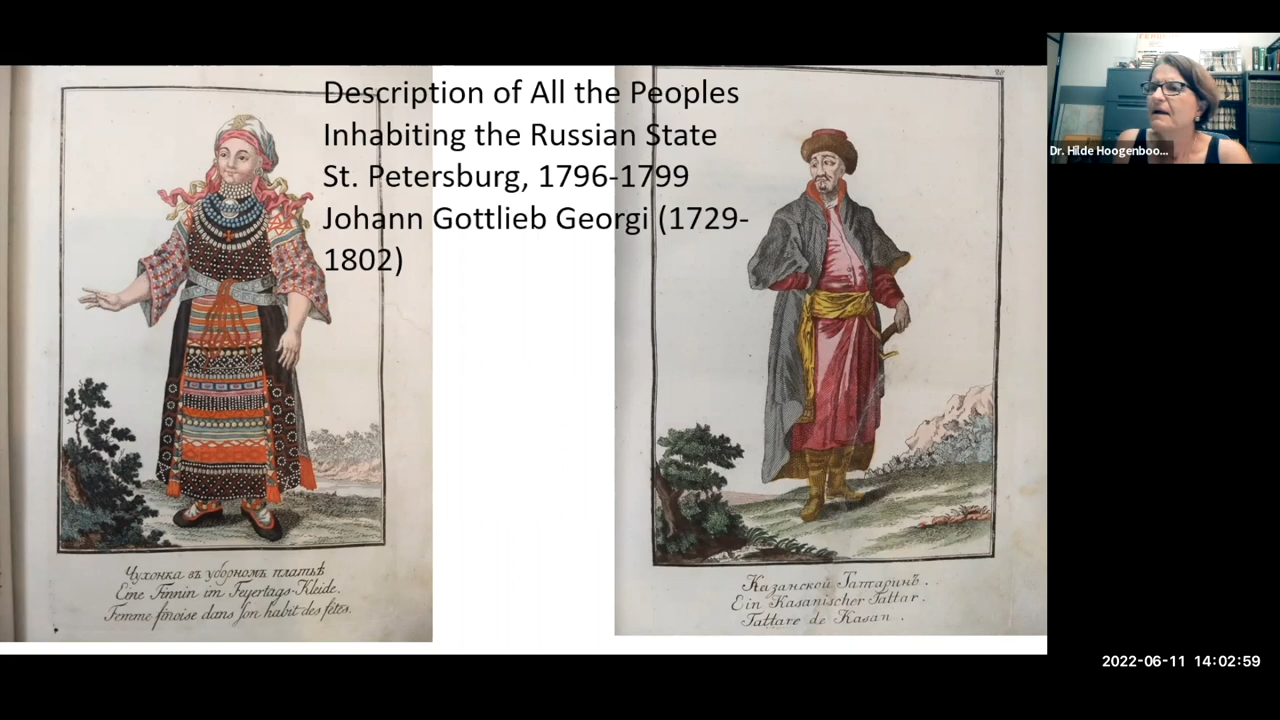 Description of All the Peoples
Inhabiting the Russian State
St. Petersburg, 1796-1799
Johann Gottlieb Georgi (1729-
1802)
Чухонка въ уборномъ платьѣ
Eine Finnin im Feyertags-Kleide.
Femme finoise dans son habit des fétes.
Казанской Татаринъ.
Ein Kasanischer Tattar.
Tattare de Kasan.
Dr. Hilde Hoogenboo...
2022-06-11 14:02:59